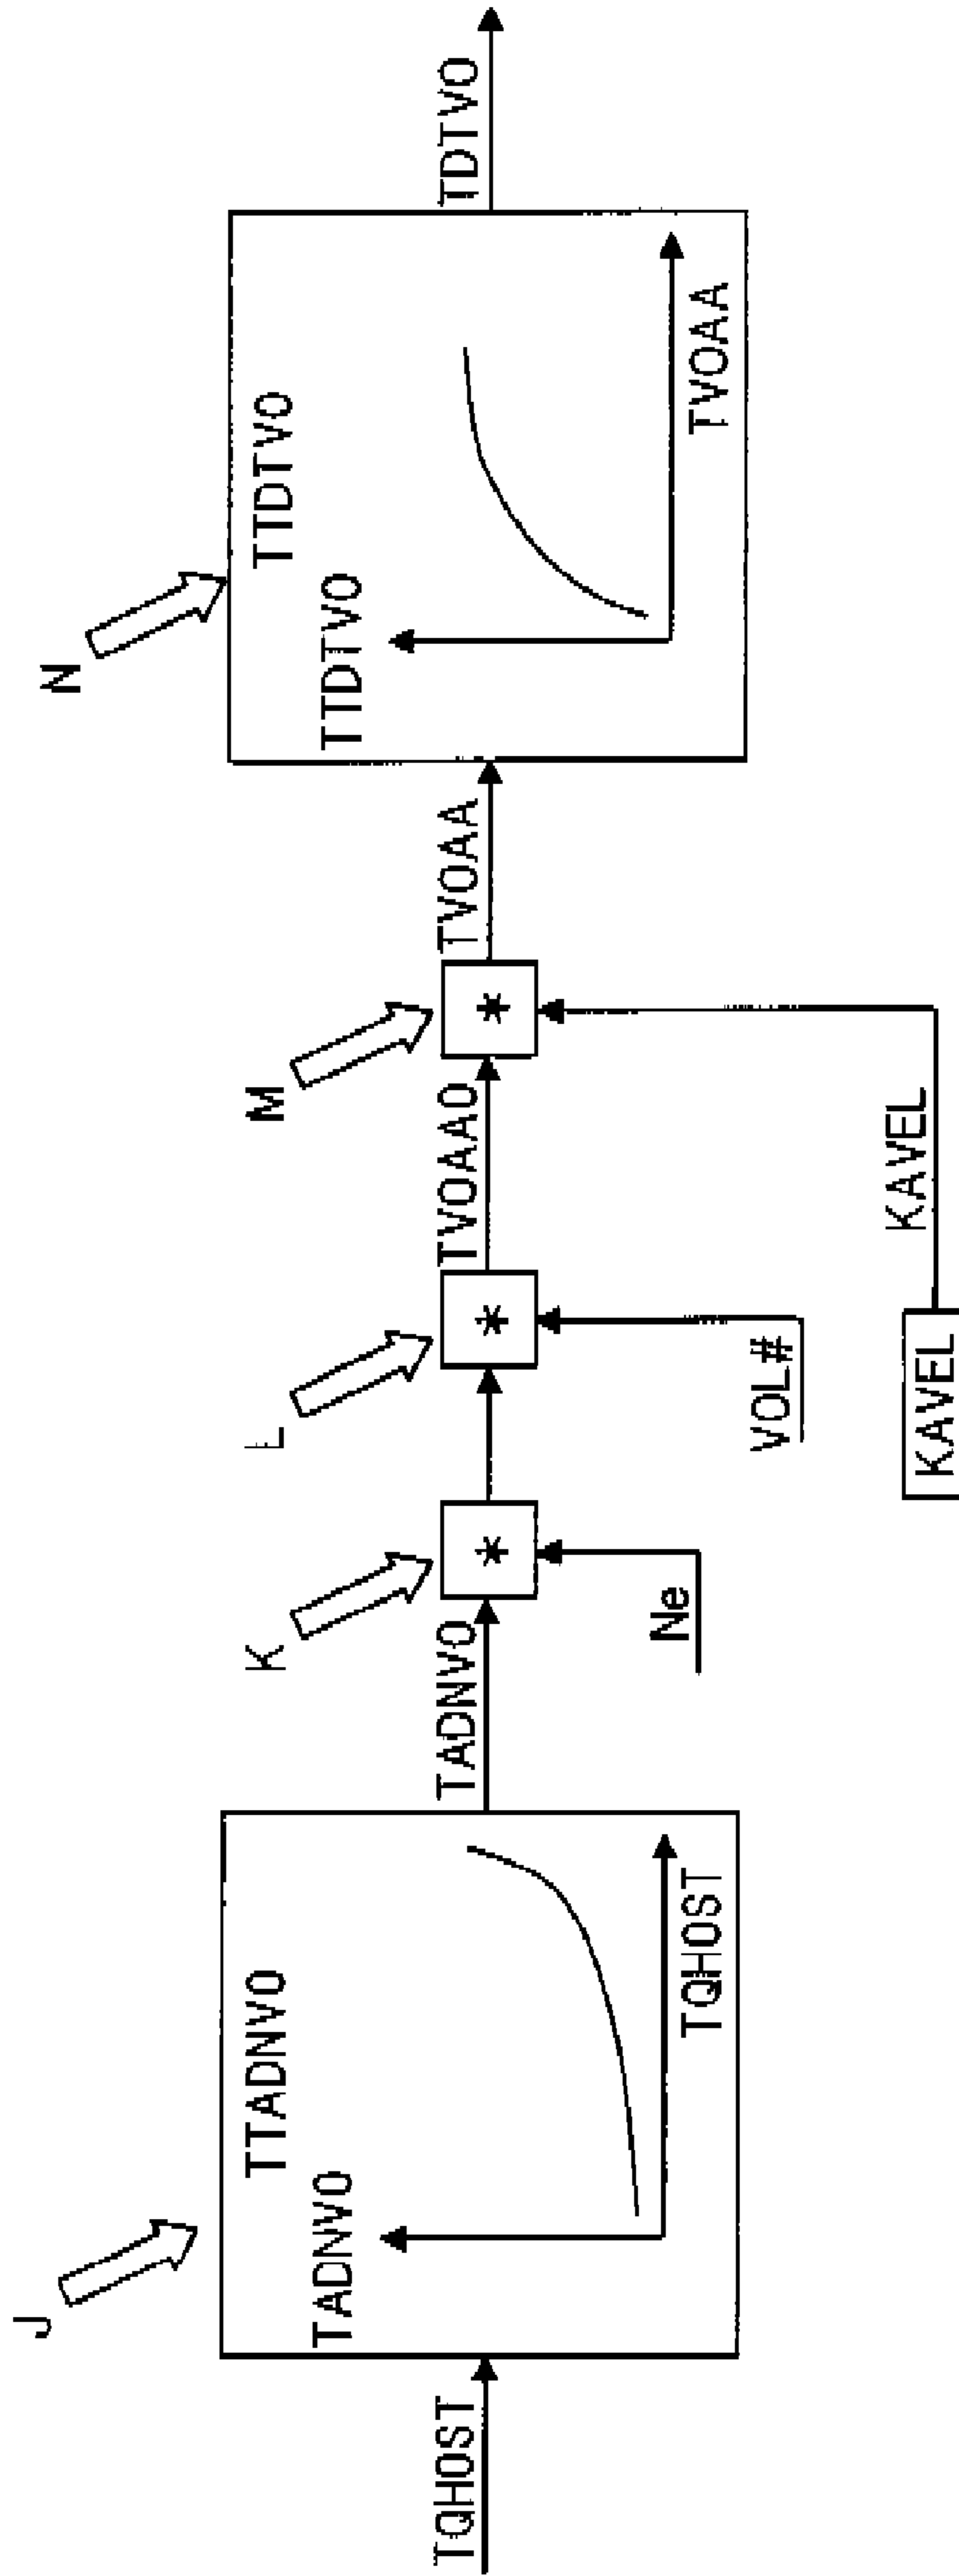 J
TTADNVO
TADNVO
TQHOST
TQHOST
TADNVO
K
*
Ne
L
*
VOL#
TVOAA0
M
*
KAVEL
KAVEL
TVOAA
N
TTDTVO
TTDTVO
TVOAA
TDTVO